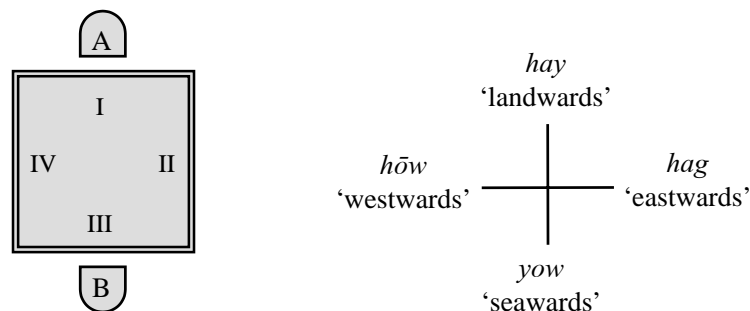 A
I
IV
II
III
B
hay
‘landwards’
hōw
‘westwards’
hag
‘eastwards’
yow
‘seawards’